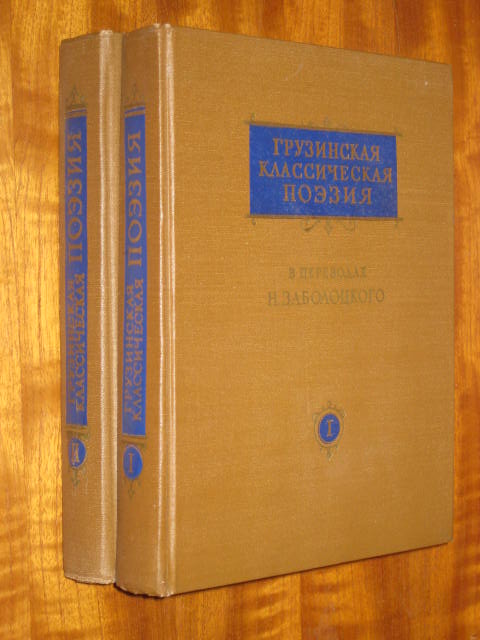 ГРУЗИНСКАЯ
КЛАССИЧЕСКАЯ
ПОЭЗИЯ
В ПЕРЕВОДАХ
Н. ЗАБОЛОЦКОГО
I
ГРУЗИНСКАЯ
КЛАССИЧЕСКАЯ
ПОЭЗИЯ
I
ГРУЗИНСКАЯ
КЛАССИЧЕСКАЯ
ПОЭЗИЯ
II